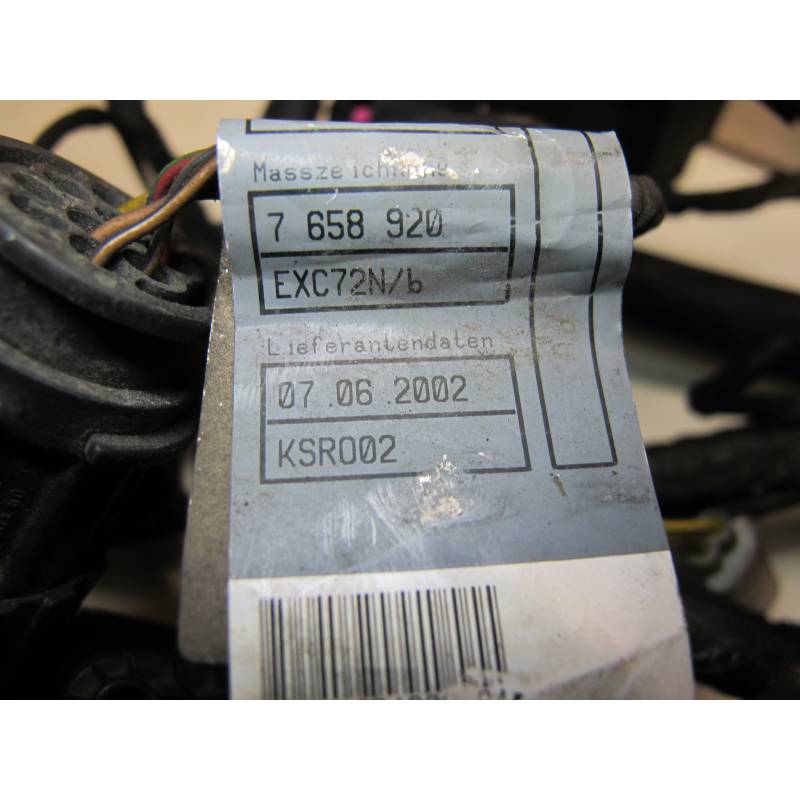 Masszeichnung
7 658 920
EXC72N/b
Lieferantendaten
07.06.2002
KSR002